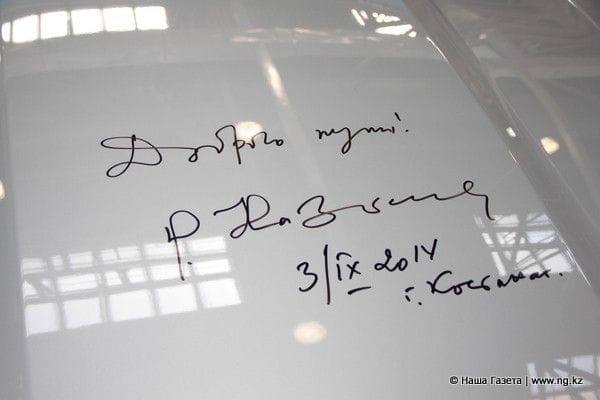 Доброго пути!
3/IX 2014
г. Костанай.
© Наша Газета | www.ng.kz